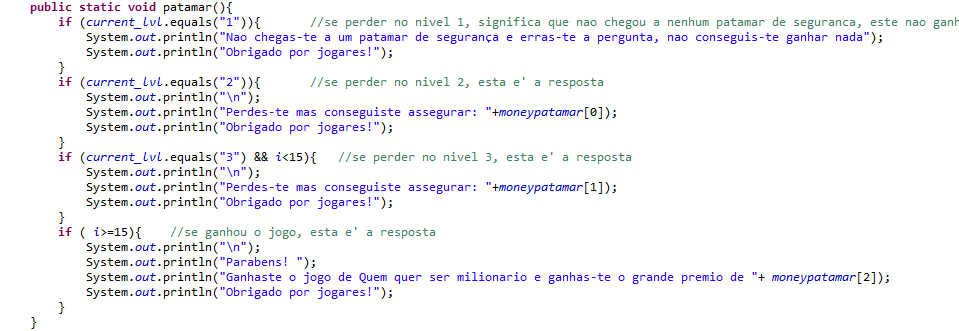 public static void patamar(){
if (current_lvl.equals("1")){ //se perder no nivel 1, significa que nao chegou a nenhum patamar de seguranca, este nao ganh
System.out.println("Nao chegas-te a um patamar de segurança e erras-te a pergunta, nao conseguis-te ganhar nada");
System.out.println("Obrigado por jogares!");
}
if (current_lvl.equals("2")){ //se perder no nivel 2, esta e' a resposta
System.out.println("\n");
System.out.println("Perdes-te mas conseguiste assegurar: "+moneypatamar[0]);
System.out.println("Obrigado por jogares!");
}
if (current_lvl.equals("3") && i<15){ //se perder no nivel 3, esta e' a resposta
System.out.println("\n");
System.out.println("Perdes-te mas conseguiste assegurar: "+moneypatamar[1]);
System.out.println("Obrigado por jogares!");
}
if ( i>=15){ //se ganhou o jogo, esta e' a resposta
System.out.println("\n");
System.out.println("Parabens! ");
System.out.println("Ganhaste o jogo de Quem quer ser milionario e ganhas-te o grande premio de "+ moneypatamar[2]);
System.out.println("Obrigado por jogares!");
}
}